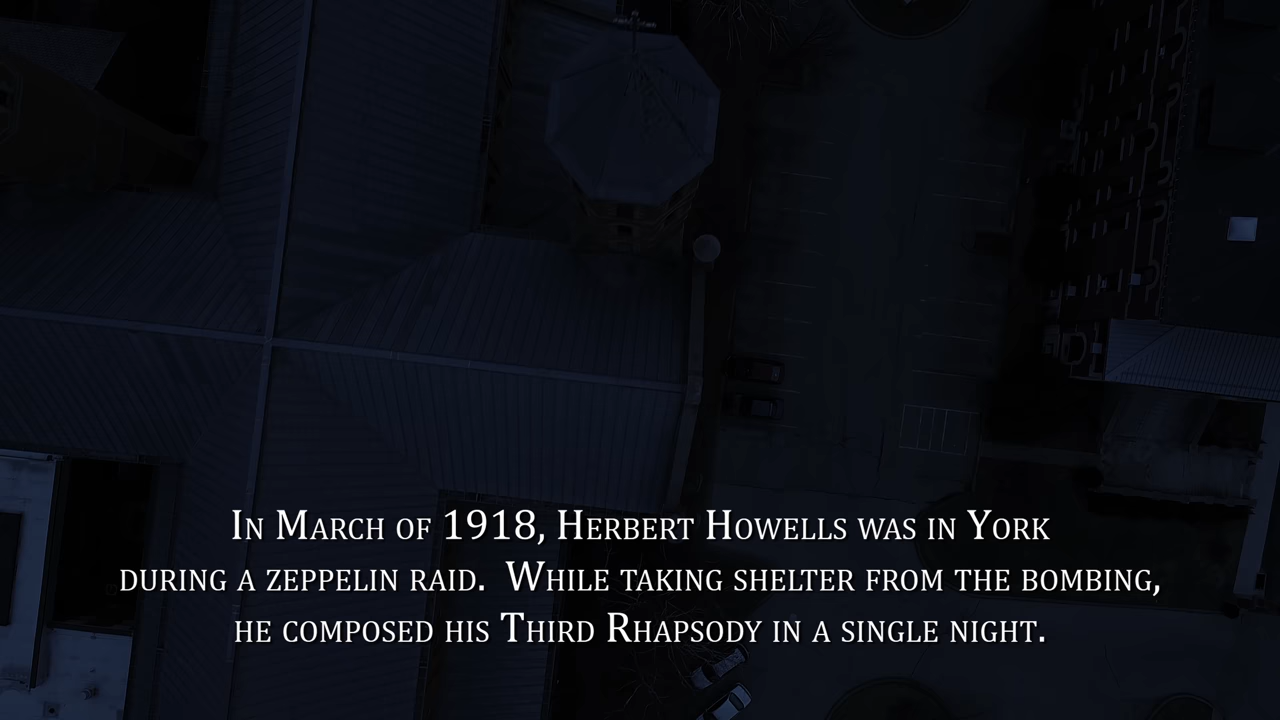 In March of 1918, Herbert Howells was in York
during a zeppelin raid.  While taking shelter from the bombing,
he composed his Third Rhapsody in a single night.